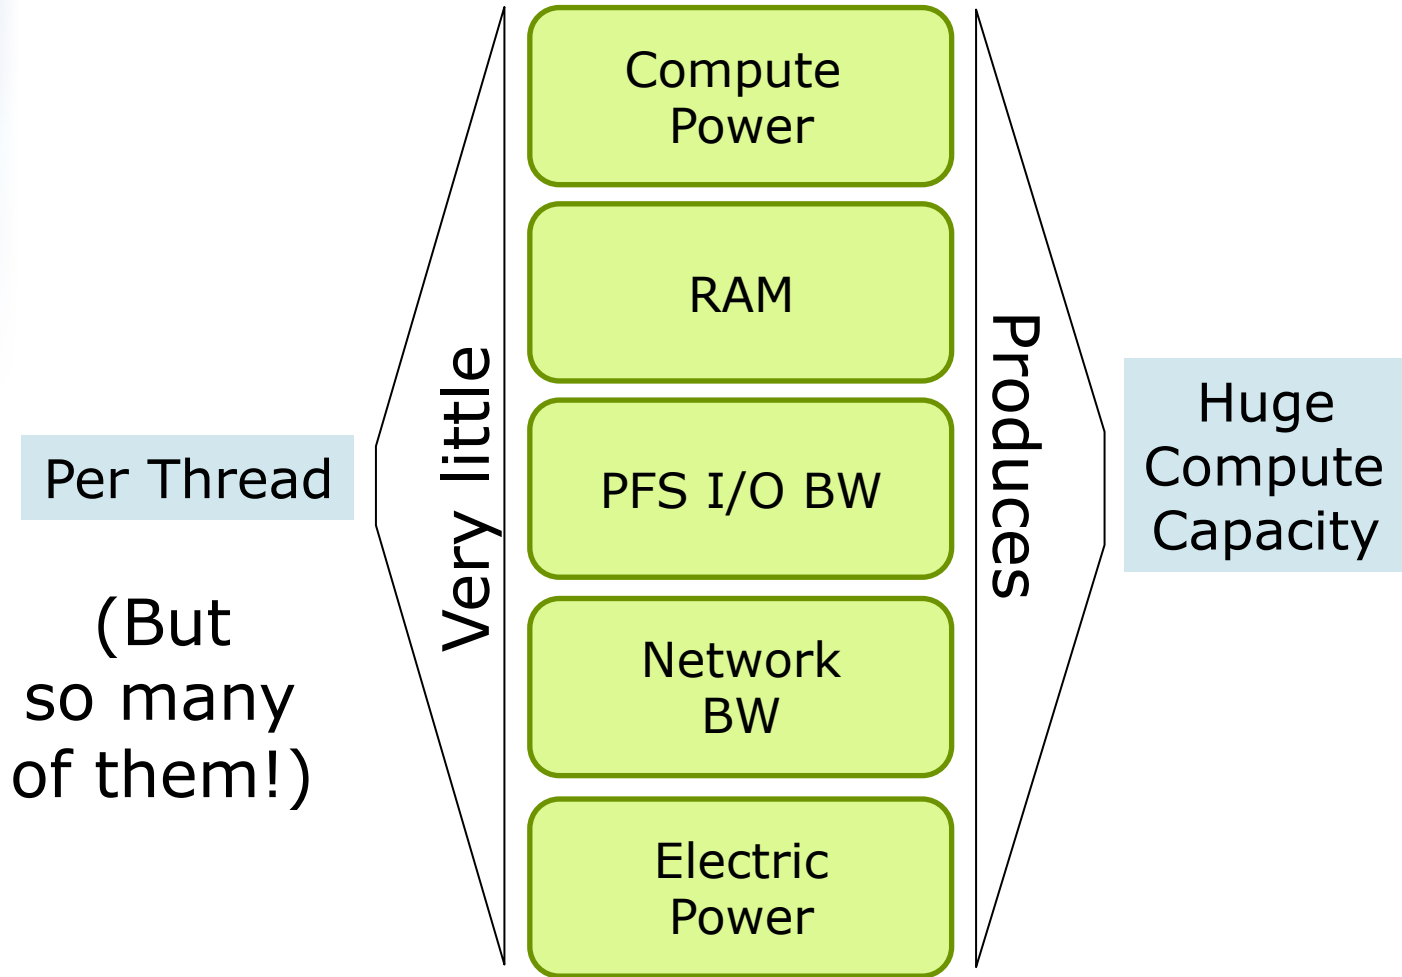 Per Thread
(But
so many
of them!)
Very little
Compute
Power
RAM
PFS I/O BW
Network
BW
Electric
Power
Produces
Huge
Compute
Capacity